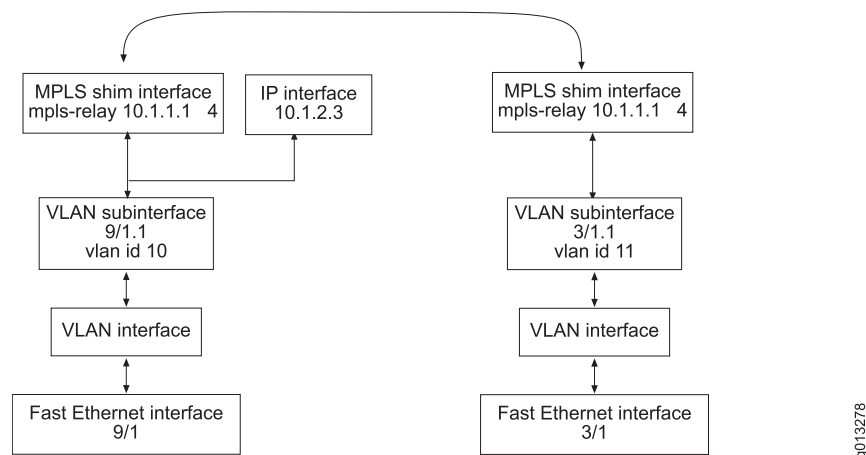 MPLS shim interface
mpls-relay 10.1.1.1 4
IP interface
10.1.2.3
MPLS shim interface
mpls-relay 10.1.1.1 4
VLAN subinterface
9/1.1
vlan id 10
VLAN subinterface
3/1.1
vlan id 11
VLAN interface
VLAN interface
Fast Ethernet interface
9/1
Fast Ethernet interface
3/1
g013278